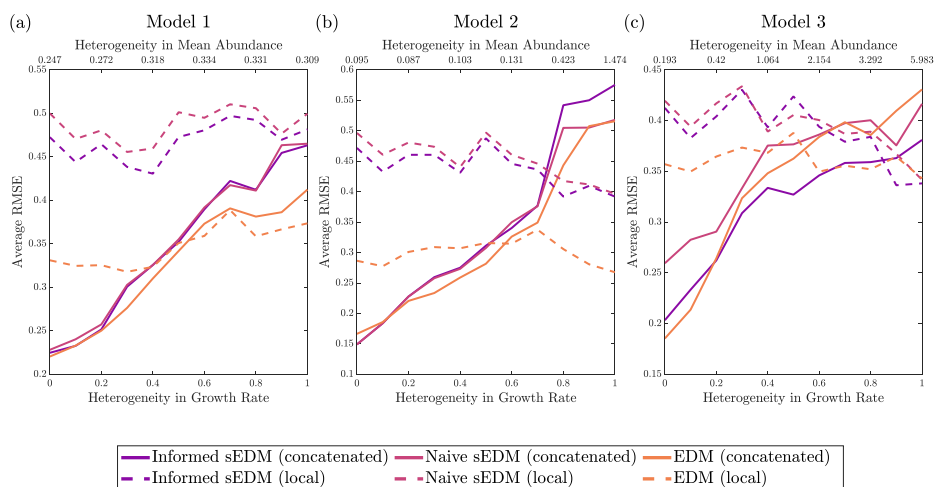 (a) Model 1
Heterogeneity in Mean Abundance
0.247 0.272 0.318 0.334 0.331 0.309
0.55
0.5
0.45
0.4
0.35
0.3
0.25
0.2
Average RMSE
0 0.2 0.4 0.6 0.8 1
Heterogeneity in Growth Rate
(b) Model 2
Heterogeneity in Mean Abundance
0.095 0.087 0.103 0.131 0.423 1.474
0.6
0.55
0.5
0.45
0.4
0.35
0.3
0.25
0.2
0.15
0.1
Average RMSE
0 0.2 0.4 0.6 0.8 1
Heterogeneity in Growth Rate
(c) Model 3
Heterogeneity in Mean Abundance
0.193 0.42 1.064 2.154 3.292 5.983
0.45
0.4
0.35
0.3
0.25
0.2
0.15
Average RMSE
0 0.2 0.4 0.6 0.8 1
Heterogeneity in Growth Rate
Informed sEDM (concatenated) Naive sEDM (concatenated) EDM (concatenated)
Informed sEDM (local) Naive sEDM (local) EDM (local)